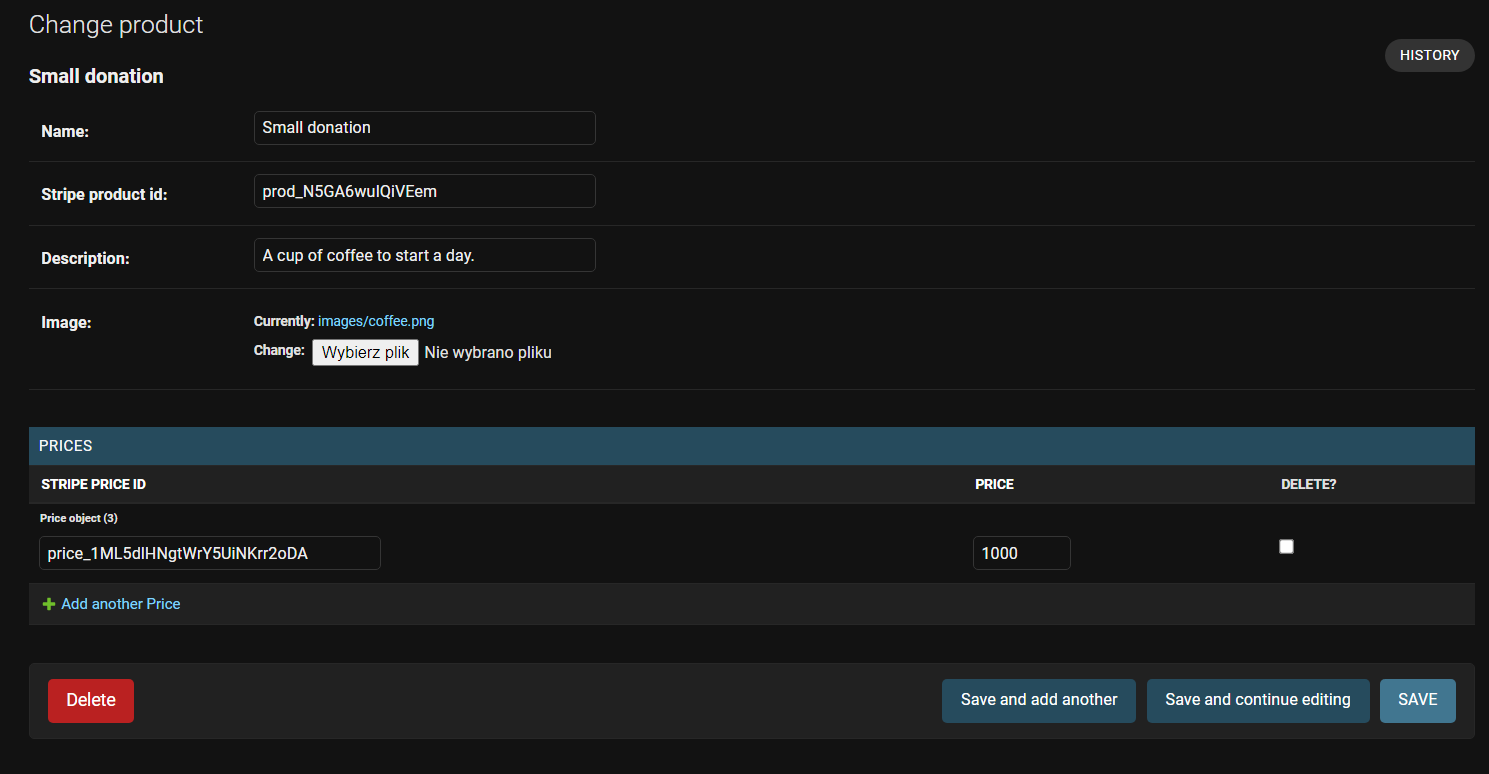 Change product
HISTORY
Small donation
Name: Small donation
Stripe product id: prod_N5GA6wuIQiVEem
Description: A cup of coffee to start a day.
Image: Currently: images/coffee.png
Change: Wybierz plik Nie wybrano pliku
PRICES
STRIPE PRICE ID PRICE DELETE?
Price object (3)
price_1ML5dIHNgtWrY5UiNKrr2oDA 1000
Add another Price
Delete Save and add another Save and continue editing SAVE